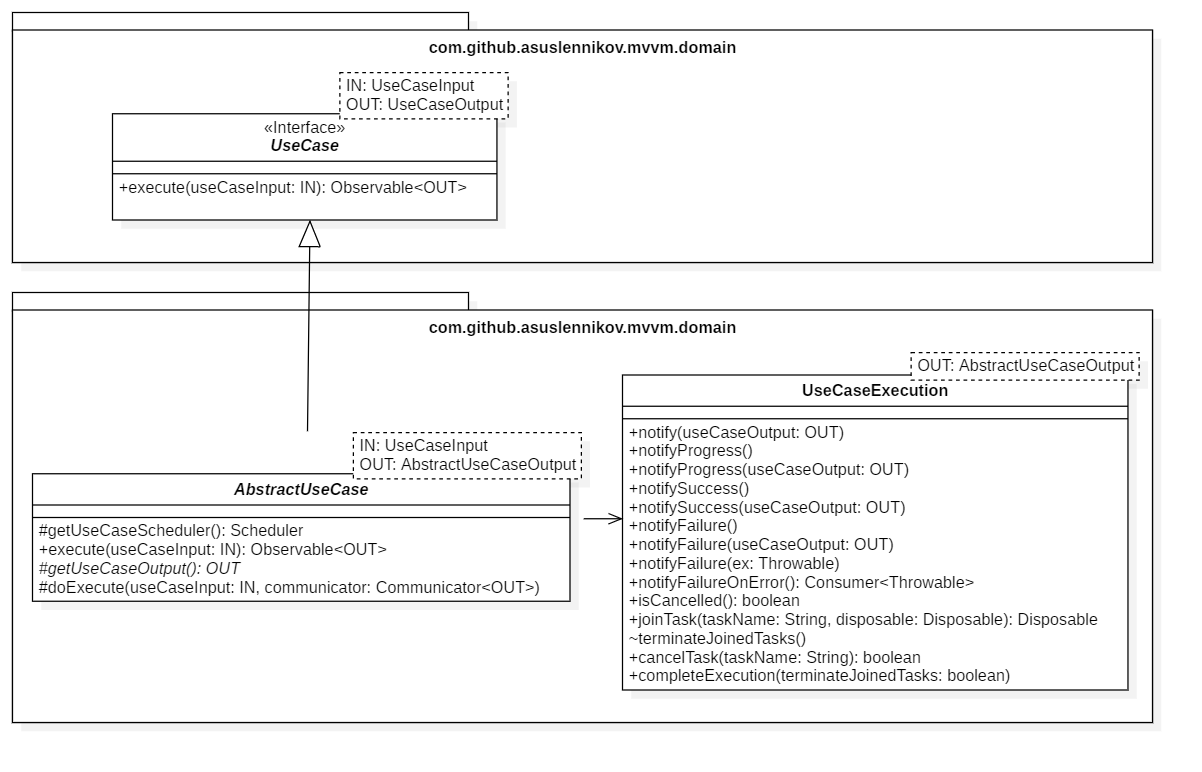 com.github.asuslennikov.mvvm.domain
IN: UseCaseInput
OUT: UseCaseOutput
«Interface»
UseCase
+execute(useCaseInput: IN): Observable<OUT>
com.github.asuslennikov.mvvm.domain
IN: UseCaseInput
OUT: AbstractUseCaseOutput
AbstractUseCase
#getUseCaseScheduler(): Scheduler
+execute(useCaseInput: IN): Observable<OUT>
#getUseCaseOutput(): OUT
#doExecute(useCaseInput: IN, communicator: Communicator<OUT>)
OUT: AbstractUseCaseOutput
UseCaseExecution
+notify(useCaseOutput: OUT)
+notifyProgress()
+notifyProgress(useCaseOutput: OUT)
+notifySuccess()
+notifySuccess(useCaseOutput: OUT)
+notifyFailure()
+notifyFailure(useCaseOutput: OUT)
+notifyFailure(ex: Throwable)
+notifyFailureOnError(): Consumer<Throwable>
+isCancelled(): boolean
+joinTask(taskName: String, disposable: Disposable): Disposable
~terminateJoinedTasks()
+cancelTask(taskName: String): boolean
+completeExecution(terminateJoinedTasks: boolean)